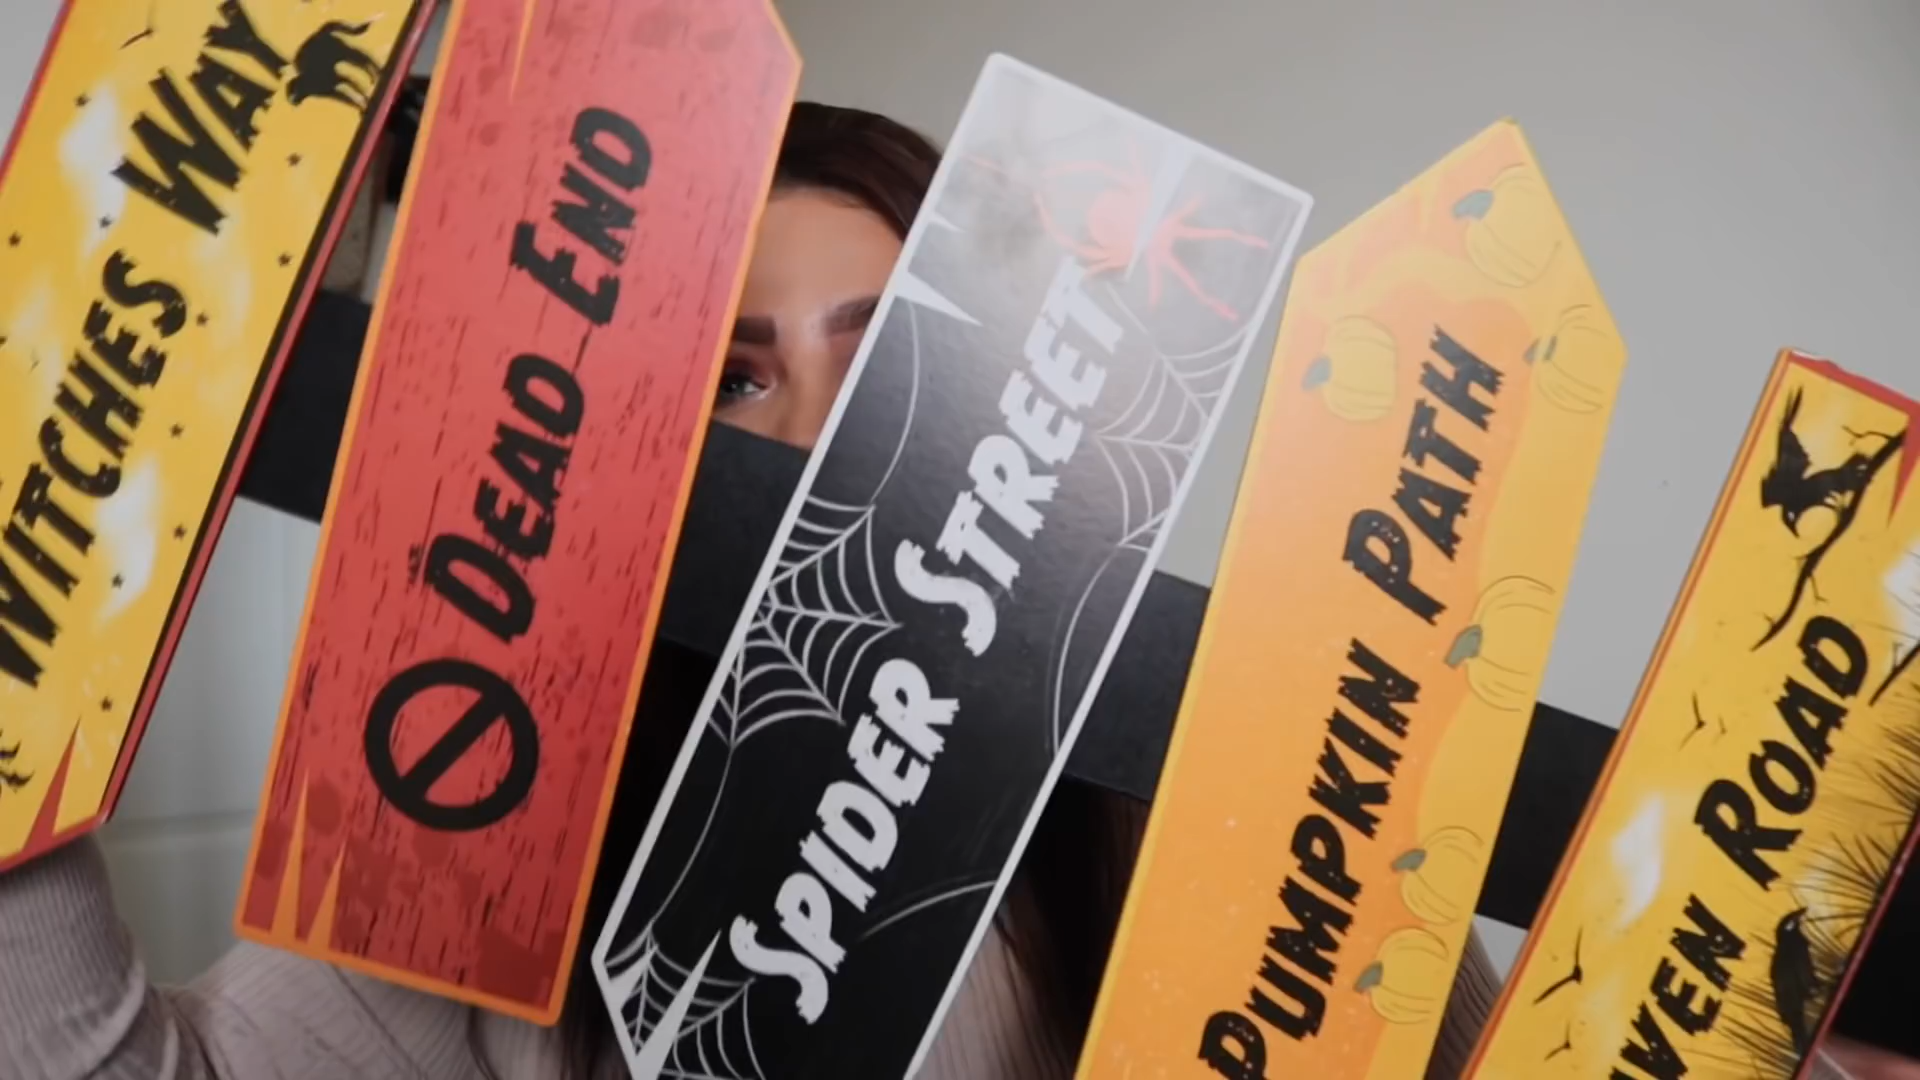 WITCHES WAY
DEAD END
SPIDER STREET
PUMPKIN PATH
ROAD